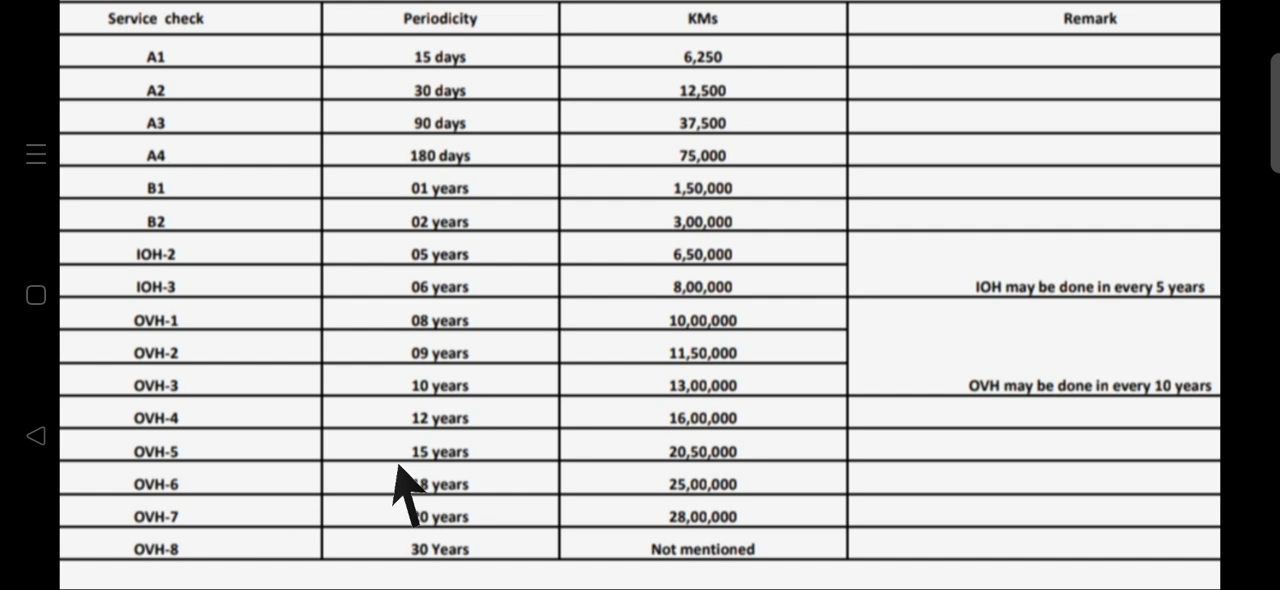 Service check Periodicity KMs Remark
A1 15 days 6,250
A2 30 days 12,500
A3 90 days 37,500
A4 180 days 75,000
B1 01 years 1,50,000
B2 02 years 3,00,000
IOH-2 05 years 6,50,000
IOH-3 06 years 8,00,000 IOH may be done in every 5 years
OVH-1 08 years 10,00,000
OVH-2 09 years 11,50,000
OVH-3 10 years 13,00,000 OVH may be done in every 10 years
OVH-4 12 years 16,00,000
OVH-5 15 years 20,50,000
OVH-6 8 years 25,00,000
OVH-7 0 years 28,00,000
OVH-8 30 Years Not mentioned